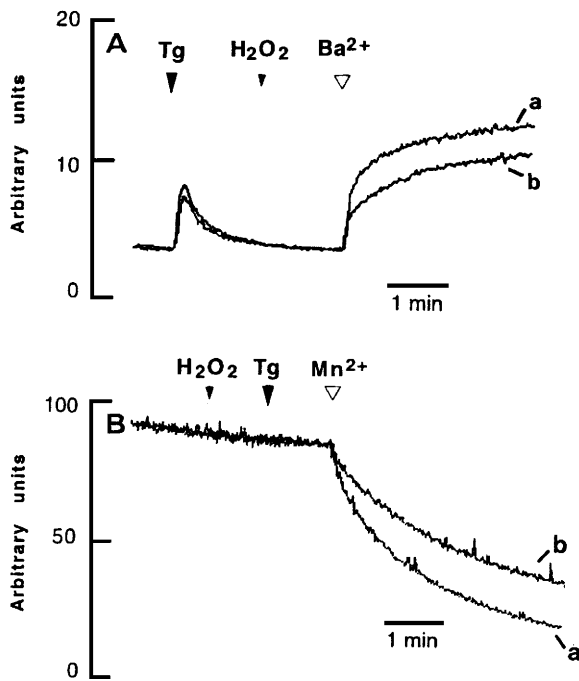 20
A
Tg H₂O₂ Ba²⁺
a
10
b
Arbitrary units
0
1 min
H₂O₂ Tg Mn²⁺
100
B
50
b
Arbitrary units
1 min
a
0